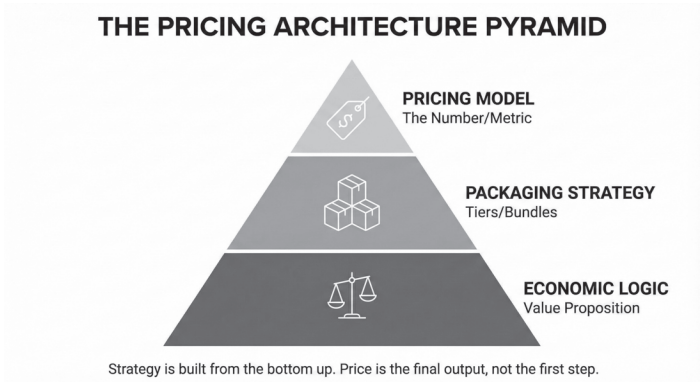 THE PRICING ARCHITECTURE PYRAMID
$
PRICING MODEL
The Number/Metric
PACKAGING STRATEGY
Tiers/Bundles
ECONOMIC LOGIC
Value Proposition
Strategy is built from the bottom up. Price is the final output, not the first step.